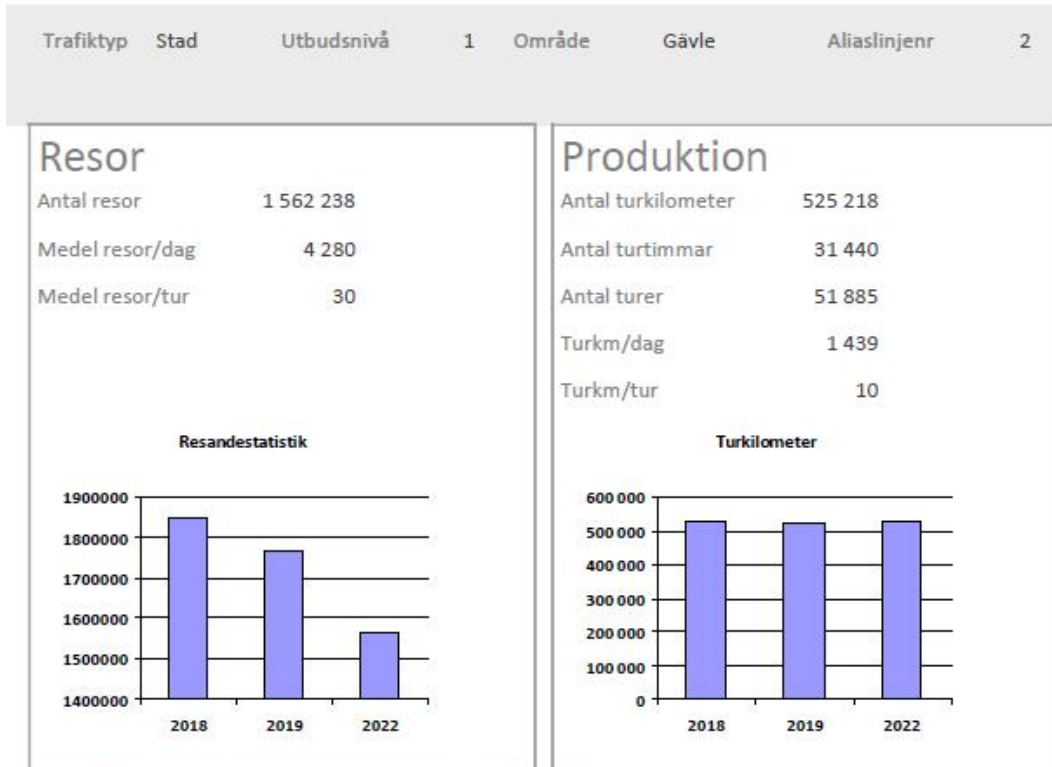 Trafiktyp Stad Utbudsnivå 1 Område Gävle Aliaslinjenr 2
Resor
Antal resor 1 562 238
Medel resor/dag 4 280
Medel resor/tur 30
Resandestatistik
1900000
1800000
1700000
1600000
1500000
1400000
2018 2019 2022
Produktion
Antal turkilometer 525 218
Antal turtimmar 31 440
Antal turer 51 885
Turkm/dag 1 439
Turkm/tur 10
Turkilometer
600 000
500 000
400 000
300 000
200 000
100 000
0
2018 2019 2022